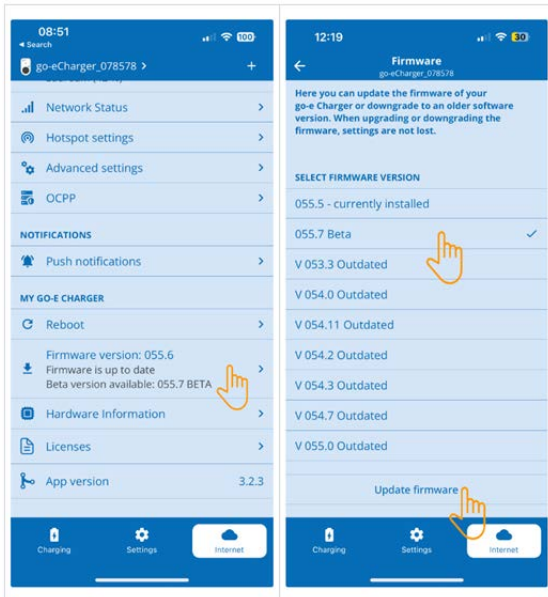 08:51
100
◂ Search
go-eCharger_078578 >
+
Network Status
Hotspot settings
Advanced settings
OCPP
NOTIFICATIONS
Push notifications
MY GO-E CHARGER
Reboot
Firmware version: 055.6
Firmware is up to date
Beta version available: 055.7 BETA
Hardware Information
Licenses
App version 3.2.3
Charging Settings Internet
12:19
30
Firmware
go-eCharger_078578
Here you can update the firmware of your
go-e Charger or downgrade to an older software
version. When upgrading or downgrading the
firmware, settings are not lost.
SELECT FIRMWARE VERSION
055.5 - currently installed
055.7 Beta
V 053.3 Outdated
V 054.0 Outdated
V 054.11 Outdated
V 054.2 Outdated
V 054.3 Outdated
V 054.7 Outdated
V 055.0 Outdated
Update firmware
Charging Settings Internet